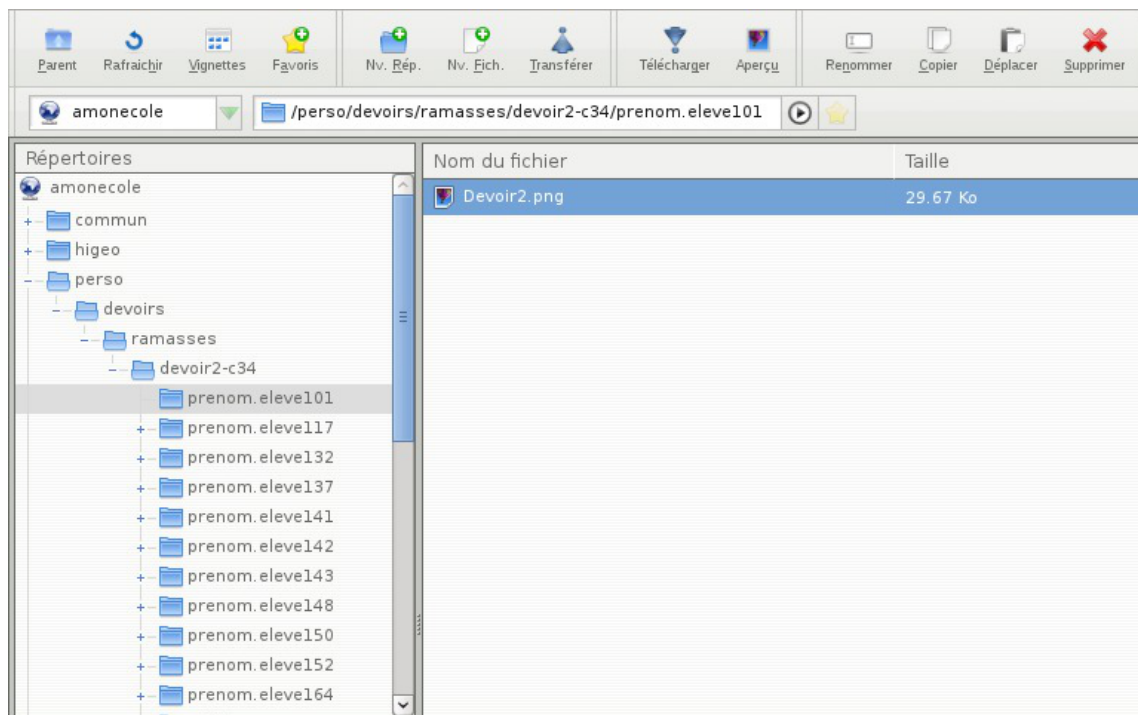 Parent Rafraichir Vignettes Favoris Nv. Rép. Nv. Fich. Transférer Télécharger Aperçu Renommer Copier Déplacer Supprimer
amonecole /perso/devoirs/ramasses/devoir2-c34/prenom.eleve101
Répertoires Nom du fichier Taille
amonecole Devoir2.png 29.67 Ko
commun
higeo
perso
devoirs
ramasses
devoir2-c34
prenom.eleve101
prenom.eleve117
prenom.eleve132
prenom.eleve137
prenom.eleve141
prenom.eleve142
prenom.eleve143
prenom.eleve148
prenom.eleve150
prenom.eleve152
prenom.eleve164